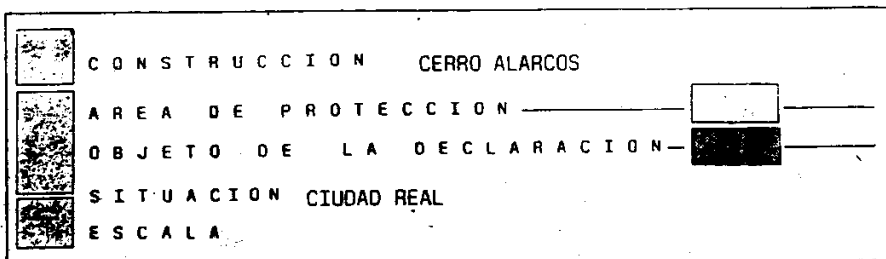 CONSTRUCCION CERRO ALARCOS
AREA DE PROTECCION
OBJETO DE LA DECLARACION
SITUACION CIUDAD REAL
ESCALA